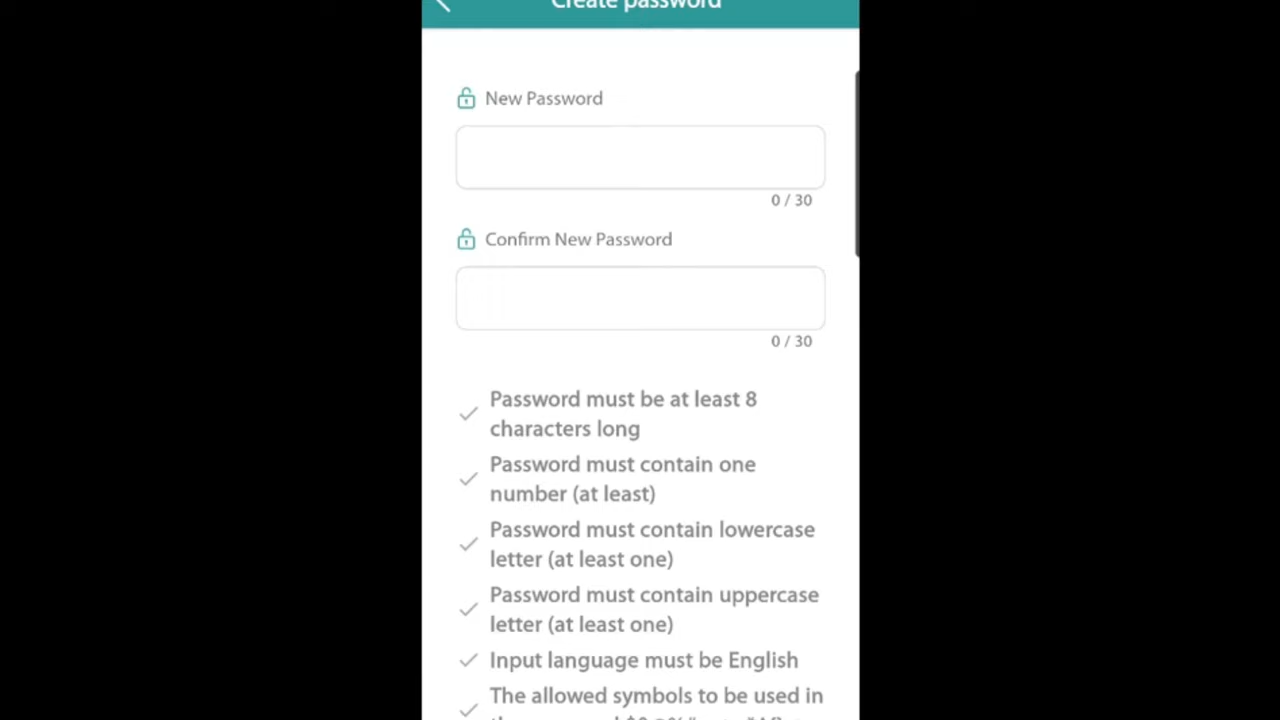 Create password
New Password
0 / 30
Confirm New Password
0 / 30
Password must be at least 8
characters long
Password must contain one
number (at least)
Password must contain lowercase
letter (at least one)
Password must contain uppercase
letter (at least one)
Input language must be English
The allowed symbols to be used in